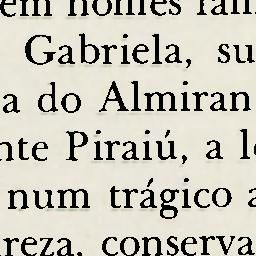 em nomes fam
Gabriela, su
a do Almiran
nte Piraiú, a l
num trágico a
reza, conserva